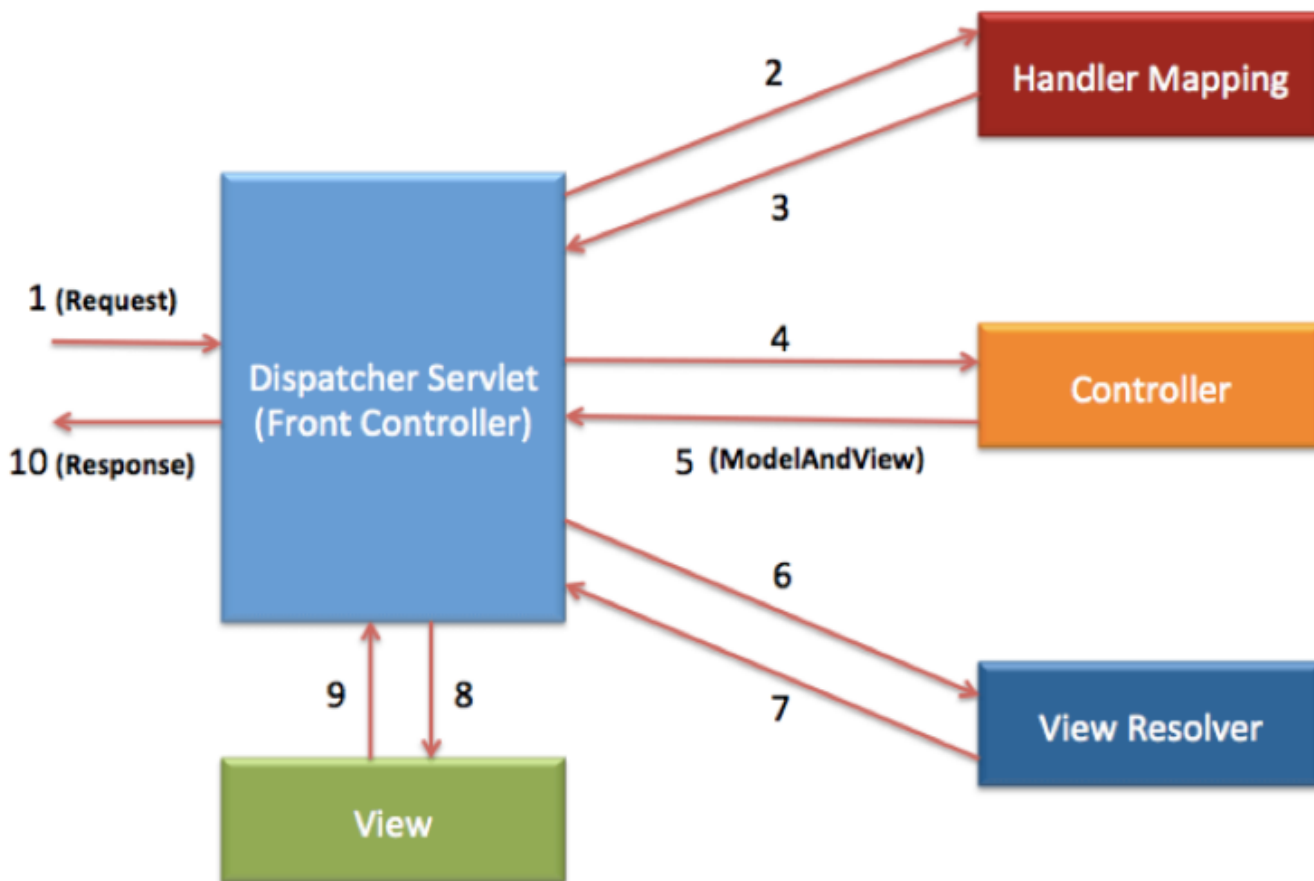 2
Handler Mapping
3
1 (Request)
4
Dispatcher Servlet
(Front Controller)
Controller
10 (Response)
5 (ModelAndView)
6
9
8
7
View Resolver
View